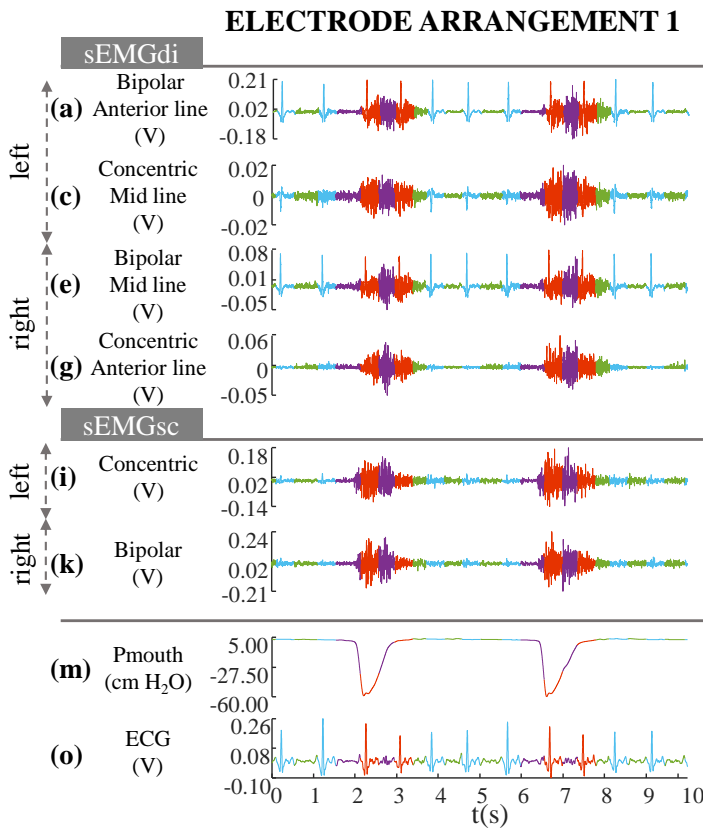 ELECTRODE ARRANGEMENT 1
sEMGdi
left
(a)
Bipolar
Anterior line
(V)
0.21
0.02
-0.18
(c)
Concentric
Mid line
(V)
0.02
0
-0.02
right
(e)
Bipolar
Mid line
(V)
0.08
0.01
-0.05
(g)
Concentric
Anterior line
(V)
0.06
0
-0.05
sEMGsc
left
(i)
Concentric
(V)
0.18
0.02
-0.14
right
(k)
Bipolar
(V)
0.24
0.02
-0.21
(m)
Pmouth
(cm H₂O)
5.00
-27.50
-60.00
(o)
ECG
(V)
0.26
0.08
-0.10
0 1 2 3 4 5 6 7 8 9 10
t(s)